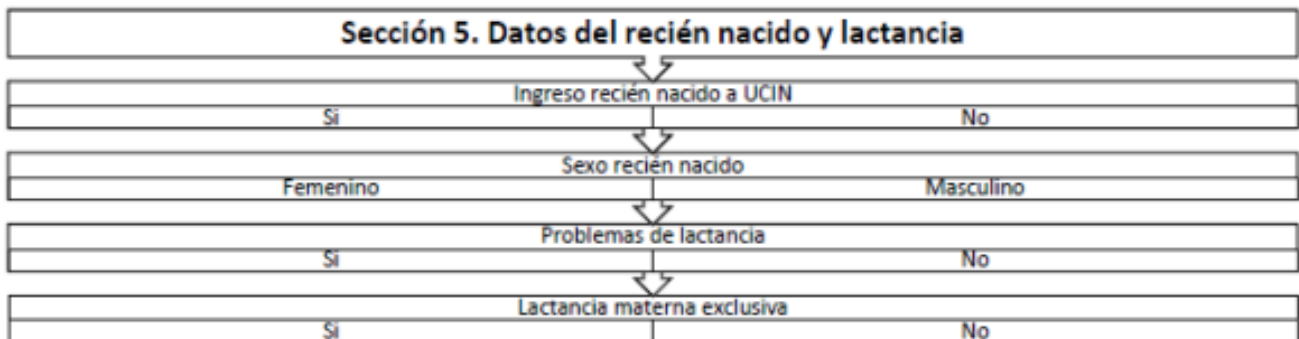 Sección 5. Datos del recién nacido y lactancia
Ingreso recién nacido a UCIN
Si No
Sexo recién nacido
Femenino Masculino
Problemas de lactancia
Si No
Lactancia materna exclusiva
Si No